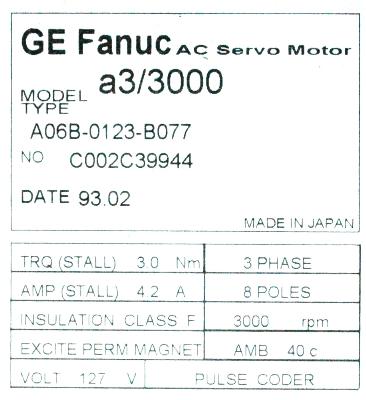 GE Fanuc AC Servo Motor
MODEL a3/3000
TYPE
A06B-0123-B077
NO C002C39944
DATE 93.02
MADE IN JAPAN
TRQ (STALL) 3.0 Nm 3 PHASE
AMP (STALL) 4.2 A 8 POLES
INSULATION CLASS F 3000 rpm
EXCITE PERM MAGNET AMB 40 c
VOLT 127 V PULSE CODER